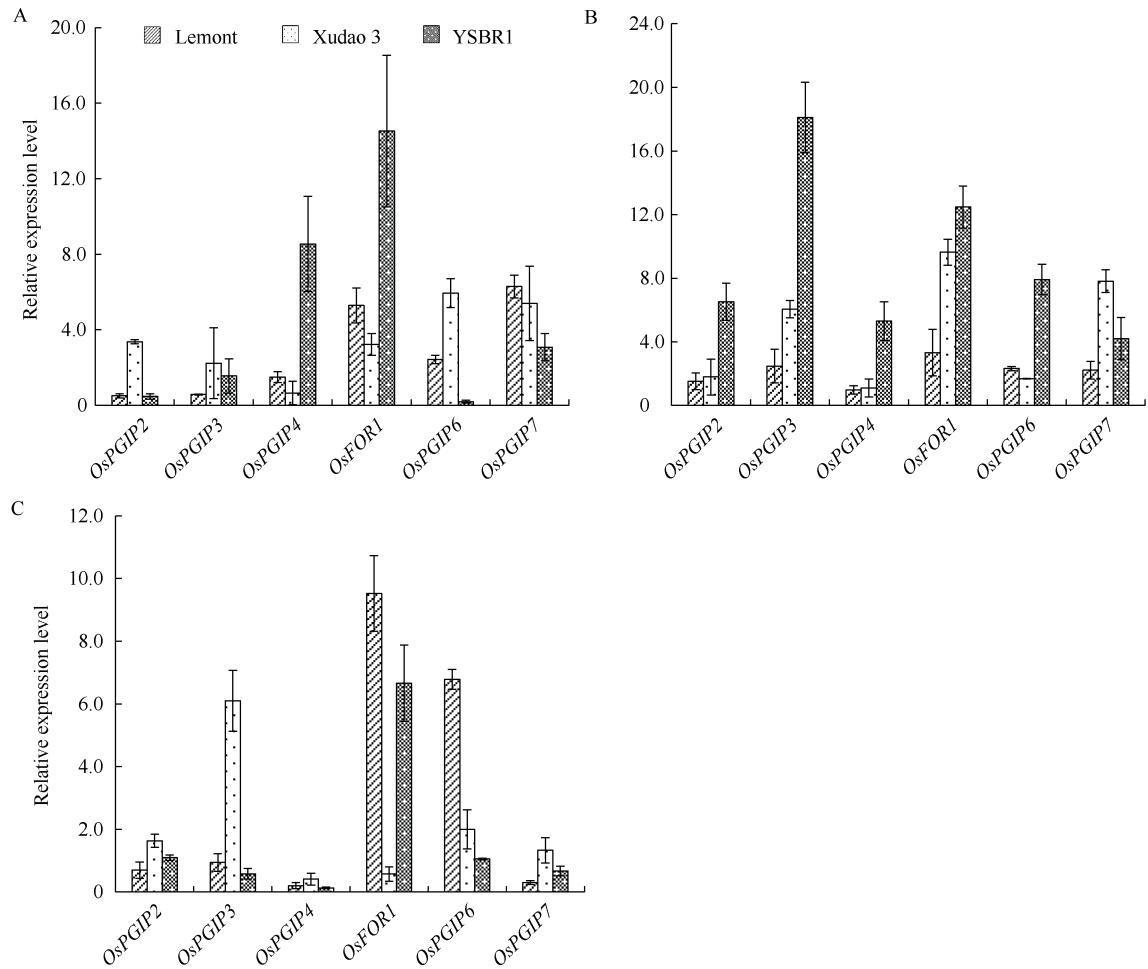 A
20.0
16.0
12.0
8.0
4.0
0
Relative expression level
Lemont Xudao 3 YSBR1
OsPGIP2 OsPGIP3 OsPGIP4 OsFOR1 OsPGIP6 OsPGIP7
B
24.0
20.0
16.0
12.0
8.0
4.0
0
OsPGIP2 OsPGIP3 OsPGIP4 OsFOR1 OsPGIP6 OsPGIP7
C
12.0
10.0
8.0
6.0
4.0
2.0
0
Relative expression level
OsPGIP2 OsPGIP3 OsPGIP4 OsFOR1 OsPGIP6 OsPGIP7